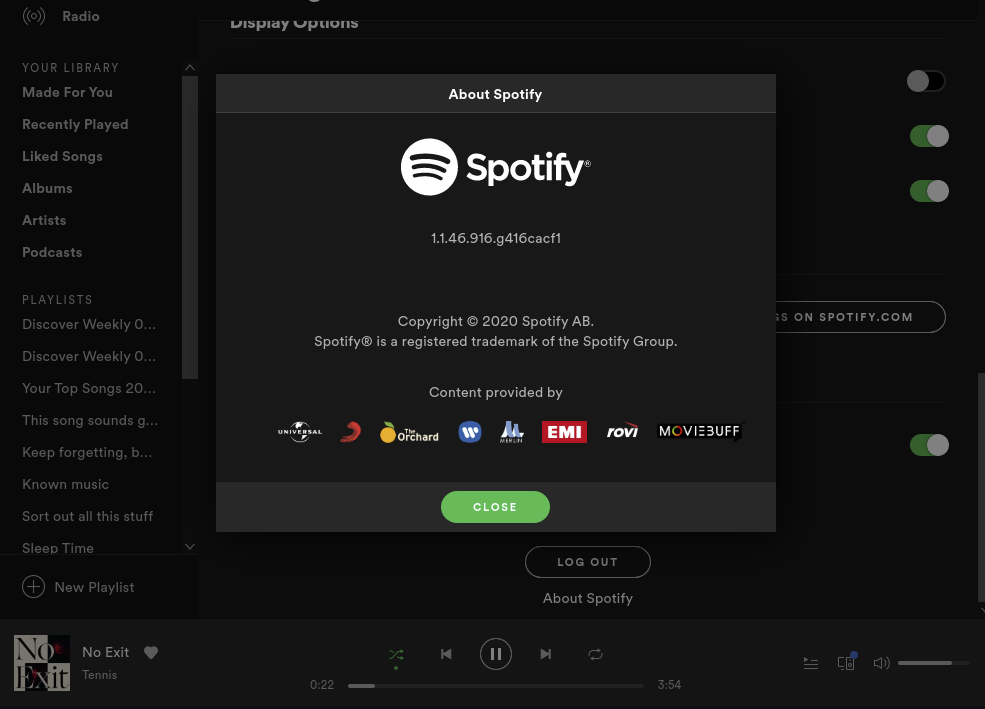 Radio
YOUR LIBRARY
Made For You
Recently Played
Liked Songs
Albums
Artists
Podcasts
PLAYLISTS
Discover Weekly 0...
Discover Weekly 0...
Your Top Songs 20...
This song sounds g...
Keep forgetting, b...
Known music
Sort out all this stuff
Sleep Time
New Playlist
Display Options
About Spotify
Spotify®
1.1.46.916.g416cacf1
Copyright © 2020 Spotify AB.
Spotify® is a registered trademark of the Spotify Group.
Content provided by
UNIVERSAL
The Orchard
MERLIN
EMI
rovi
MOVIEBUFF
CLOSE
GS ON SPOTIFY.COM
LOG OUT
About Spotify
No Exit
No Exit
Tennis
0:22
3:54